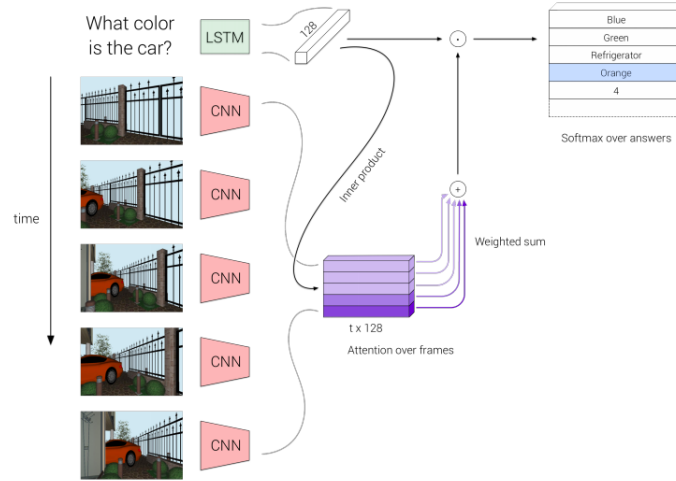 What color
is the car?
LSTM
128
Blue
Green
Refrigerator
Orange
4
Softmax over answers
CNN
CNN
time
Inner product
Weighted sum
CNN
t x 128
Attention over frames
CNN
CNN